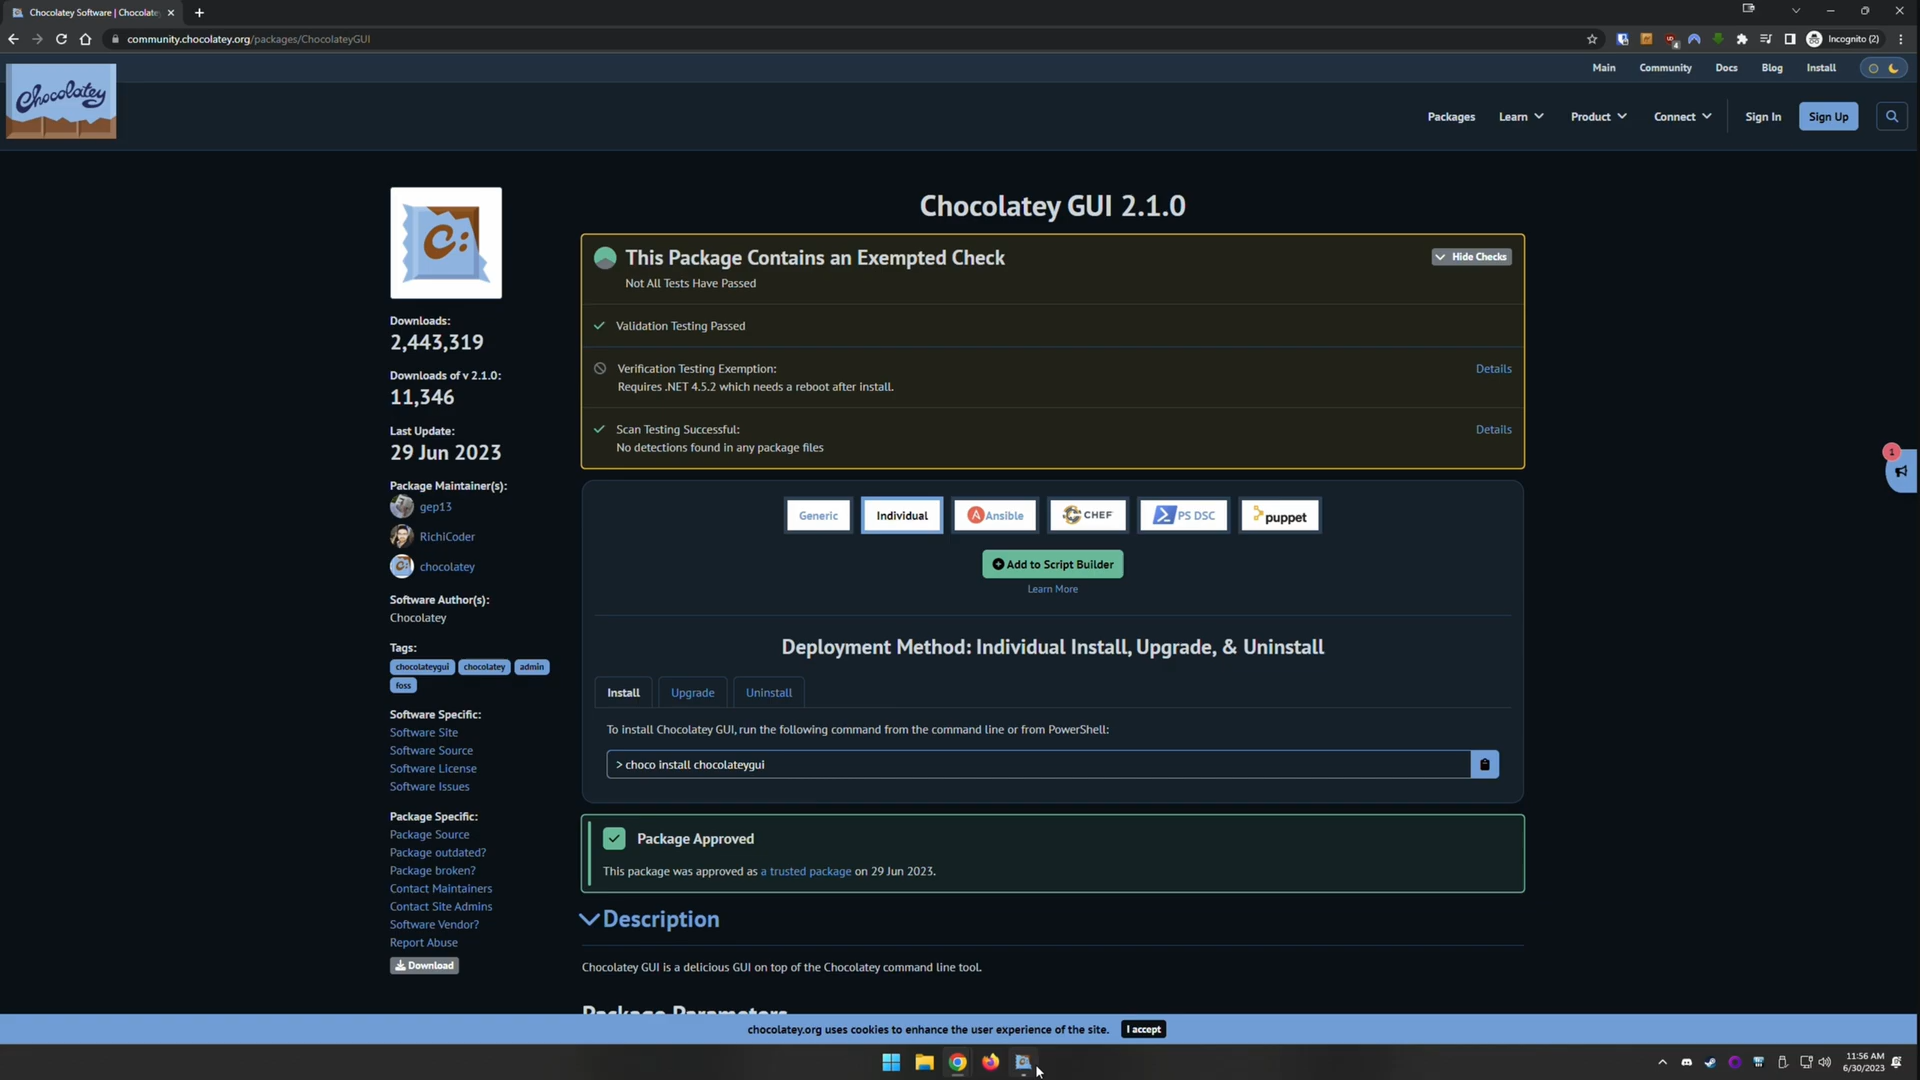 Chocolatey Software | Chocolate
community.chocolatey.org/packages/ChocolateyGUI
Incognito (2)
Main
Community
Docs
Blog
Install
Chocolatey
Packages
Learn
Product
Connect
Sign In
Sign Up
Chocolatey GUI 2.1.0
This Package Contains an Exempted Check
Hide Checks
Not All Tests Have Passed
Validation Testing Passed
Verification Testing Exemption:
Details
Requires .NET 4.5.2 which needs a reboot after install.
Scan Testing Successful:
Details
No detections found in any package files
1
C:
Downloads:
2,443,319
Downloads of v 2.1.0:
11,346
Last Update:
29 Jun 2023
Package Maintainer(s):
gep13
RichiCoder
chocolatey
Software Author(s):
Chocolatey
Tags:
chocolateygui
chocolatey
admin
foss
Software Specific:
Software Site
Software Source
Software License
Software Issues
Package Specific:
Package Source
Package outdated?
Package broken?
Contact Maintainers
Contact Site Admins
Software Vendor?
Report Abuse
Download
Generic
Individual
Ansible
CHEF
PS DSC
puppet
Add to Script Builder
Learn More
Deployment Method: Individual Install, Upgrade, & Uninstall
Install
Upgrade
Uninstall
To install Chocolatey GUI, run the following command from the command line or from PowerShell:
> choco install chocolateygui
Package Approved
This package was approved as a trusted package on 29 Jun 2023.
Description
Chocolatey GUI is a delicious GUI on top of the Chocolatey command line tool.
Package Parameters
chocolatey.org uses cookies to enhance the user experience of the site.
I accept
11:56 AM
6/30/2023